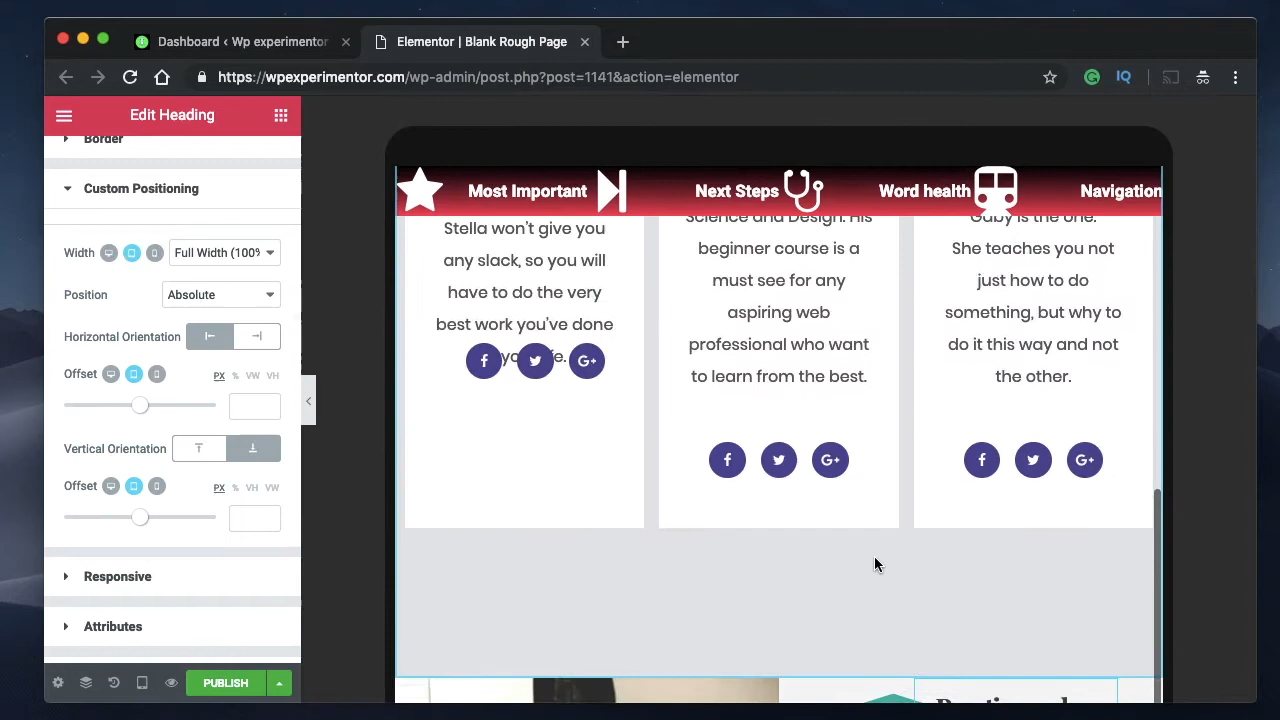 Dashboard ‹ Wp experimentor
Elementor | Blank Rough Page
https://wpexperimentor.com/wp-admin/post.php?post=1141&action=elementor
IQ
Edit Heading
Border
Custom Positioning
Width
Full Width (100%
Position
Absolute
Horizontal Orientation
Offset
PX % VW VH
Vertical Orientation
Offset
PX % VH VW
Responsive
Attributes
PUBLISH
Most Important
Next Steps
Word health
Navigation
Stella won't give you
any slack, so you will
have to do the very
best work you've done
Science and Design. His
beginner course is a
must see for any
aspiring web
professional who want
to learn from the best.
Gaby is the one.
She teaches you not
just how to do
something, but why to
do it this way and not
the other.